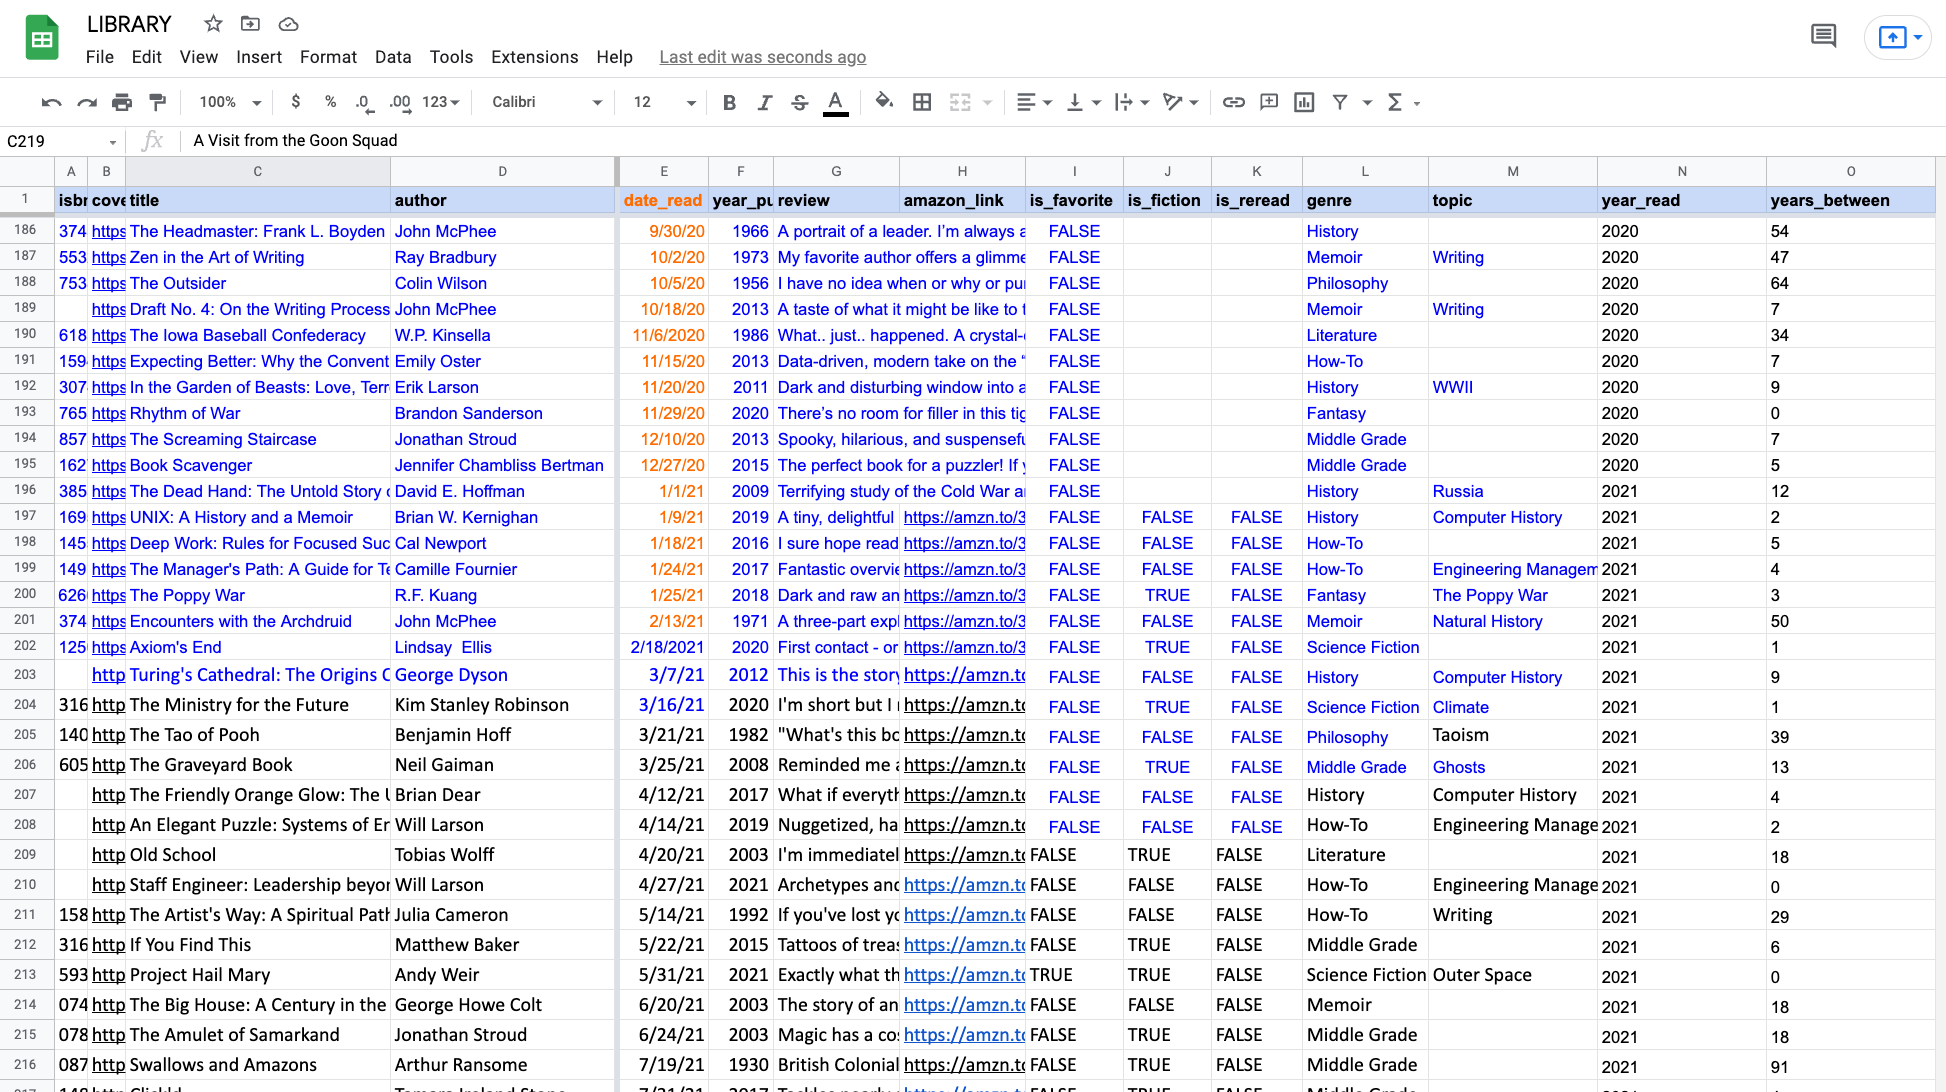 LIBRARY
File Edit View Insert Format Data Tools Extensions Help Last edit was seconds ago
100% $ % .0 .00 123 Calibri 12 B I S A Σ
C219 fx A Visit from the Goon Squad
A B C D E F G H I J K L M N O
1 isbn cove title author date_read year_pu review amazon_link is_favorite is_fiction is_reread genre topic year_read years_between
186 374 https The Headmaster: Frank L. Boyden John McPhee 9/30/20 1966 A portrait of a leader. I'm always a FALSE History 2020 54
187 553 https Zen in the Art of Writing Ray Bradbury 10/2/20 1973 My favorite author offers a glimme FALSE Memoir Writing 2020 47
188 753 https The Outsider Colin Wilson 10/5/20 1956 I have no idea when or why or pu FALSE Philosophy 2020 64
189 https Draft No. 4: On the Writing Process John McPhee 10/18/20 2013 A taste of what it might be like to FALSE Memoir Writing 2020 7
190 618 https The Iowa Baseball Confederacy W.P. Kinsella 11/6/2020 1986 What.. just.. happened. A crystal- FALSE Literature 2020 34
191 159 https Expecting Better: Why the Convent Emily Oster 11/15/20 2013 Data-driven, modern take on the " FALSE How-To 2020 7
192 307 https In the Garden of Beasts: Love, Terr Erik Larson 11/20/20 2011 Dark and disturbing window into a FALSE History WWII 2020 9
193 765 https Rhythm of War Brandon Sanderson 11/29/20 2020 There's no room for filler in this tig FALSE Fantasy 2020 0
194 857 https The Screaming Staircase Jonathan Stroud 12/10/20 2013 Spooky, hilarious, and suspensefu FALSE Middle Grade 2020 7
195 162 https Book Scavenger Jennifer Chambliss Bertman 12/27/20 2015 The perfect book for a puzzler! If y FALSE Middle Grade 2020 5
196 385 https The Dead Hand: The Untold Story David E. Hoffman 1/1/21 2009 Terrifying study of the Cold War a FALSE History Russia 2021 12
197 169 https UNIX: A History and a Memoir Brian W. Kernighan 1/9/21 2019 A tiny, delightful https://amzn.to/3 FALSE FALSE FALSE History Computer History 2021 2
198 145 https Deep Work: Rules for Focused Suc Cal Newport 1/18/21 2016 I sure hope read https://amzn.to/3 FALSE FALSE FALSE How-To 2021 5
199 149 https The Manager's Path: A Guide for Te Camille Fournier 1/24/21 2017 Fantastic overvie https://amzn.to/3 FALSE FALSE FALSE How-To Engineering Managem 2021 4
200 626 https The Poppy War R.F. Kuang 1/25/21 2018 Dark and raw an https://amzn.to/3 FALSE TRUE FALSE Fantasy The Poppy War 2021 3
201 374 https Encounters with the Archdruid John McPhee 2/13/21 1971 A three-part expl https://amzn.to/3 FALSE FALSE FALSE Memoir Natural History 2021 50
202 125 https Axiom's End Lindsay Ellis 2/18/2021 2020 First contact - or https://amzn.to/3 FALSE TRUE FALSE Science Fiction 2021 1
203 http Turing's Cathedral: The Origins George Dyson 3/7/21 2012 This is the story https://amzn.to FALSE FALSE FALSE History Computer History 2021 9
204 316 http The Ministry for the Future Kim Stanley Robinson 3/16/21 2020 I'm short but I https://amzn.to FALSE TRUE FALSE Science Fiction Climate 2021 1
205 140 http The Tao of Pooh Benjamin Hoff 3/21/21 1982 "What's this bo https://amzn.to FALSE FALSE FALSE Philosophy Taoism 2021 39
206 605 http The Graveyard Book Neil Gaiman 3/25/21 2008 Reminded me a https://amzn.to FALSE TRUE FALSE Middle Grade Ghosts 2021 13
207 http The Friendly Orange Glow: The U Brian Dear 4/12/21 2017 What if everyth https://amzn.to FALSE FALSE FALSE History Computer History 2021 4
208 http An Elegant Puzzle: Systems of Er Will Larson 4/14/21 2019 Nuggetized, ha https://amzn.to FALSE FALSE FALSE How-To Engineering Manage 2021 2
209 http Old School Tobias Wolff 4/20/21 2003 I'm immediatel https://amzn.to FALSE TRUE FALSE Literature 2021 18
210 http Staff Engineer: Leadership beyor Will Larson 4/27/21 2021 Archetypes and https://amzn.to FALSE FALSE FALSE How-To Engineering Manage 2021 0
211 158 http The Artist's Way: A Spiritual Path Julia Cameron 5/14/21 1992 If you've lost yo https://amzn.to FALSE FALSE FALSE How-To Writing 2021 29
212 316 http If You Find This Matthew Baker 5/22/21 2015 Tattoos of treas https://amzn.to FALSE TRUE FALSE Middle Grade 2021 6
213 593 http Project Hail Mary Andy Weir 5/31/21 2021 Exactly what th https://amzn.to TRUE TRUE FALSE Science Fiction Outer Space 2021 0
214 074 http The Big House: A Century in the George Howe Colt 6/20/21 2003 The story of an https://amzn.to FALSE FALSE FALSE Memoir 2021 18
215 078 http The Amulet of Samarkand Jonathan Stroud 6/24/21 2003 Magic has a cos https://amzn.to FALSE TRUE FALSE Middle Grade 2021 18
216 087 http Swallows and Amazons Arthur Ransome 7/19/21 1930 British Colonial https://amzn.to FALSE TRUE FALSE Middle Grade 2021 91